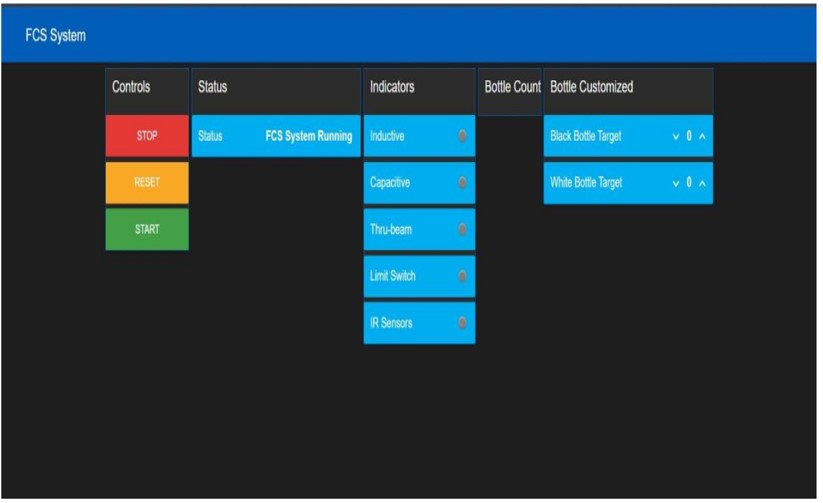 FCS System
Controls
STOP
RESET
START
Status
Status FCS System Running
Indicators
Inductive
Capacitive
Thru-beam
Limit Switch
IR Sensors
Bottle Count
Bottle Customized
Black Bottle Target 0
White Bottle Target 0